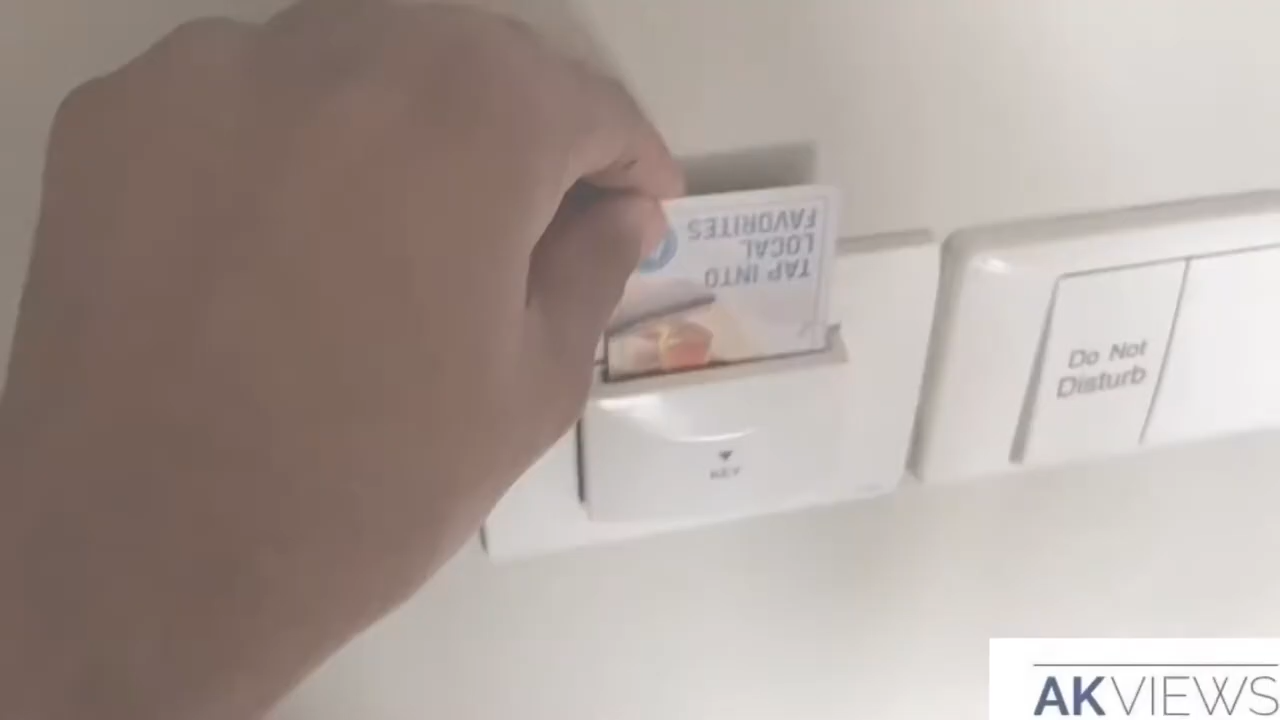 TAP INTO
LOCAL
FAVORITES
KEY
Do Not
Disturb
AKVIEWS